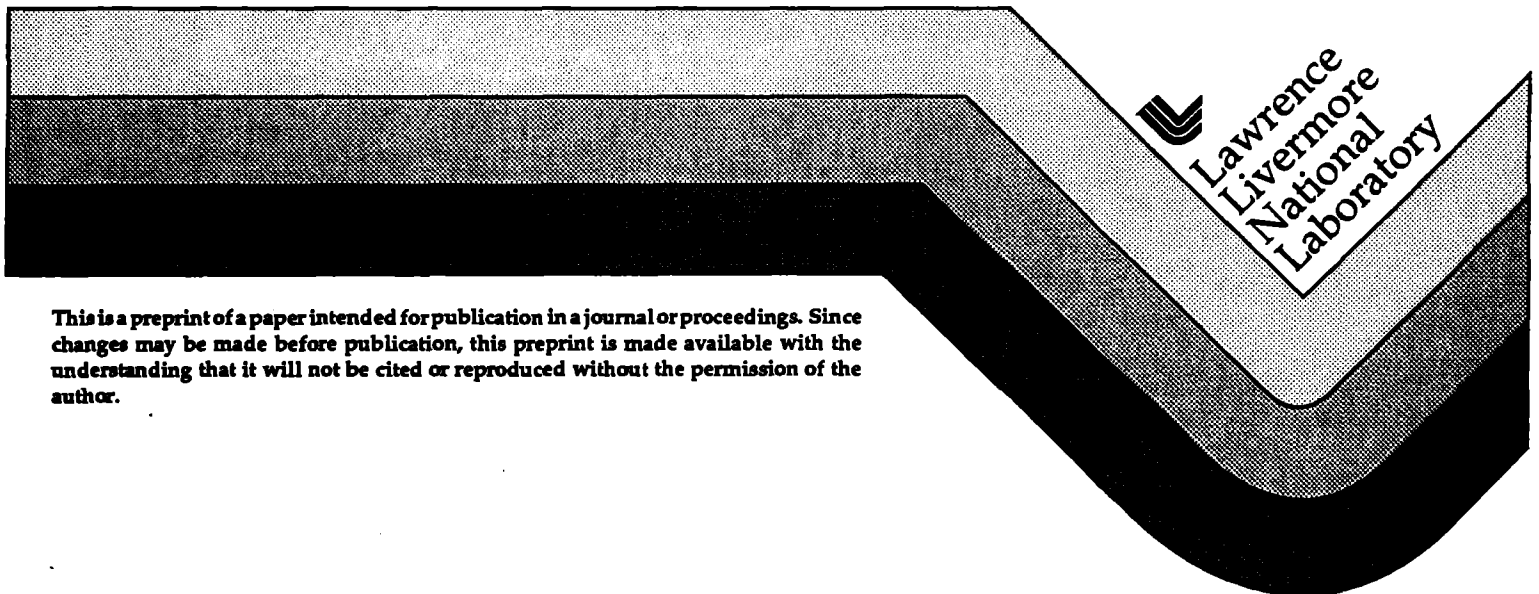 Lawrence
Livermore
National
Laboratory
This is a preprint of a paper intended for publication in a journal or proceedings. Since
changes may be made before publication, this preprint is made available with the
understanding that it will not be cited or reproduced without the permission of the
author.